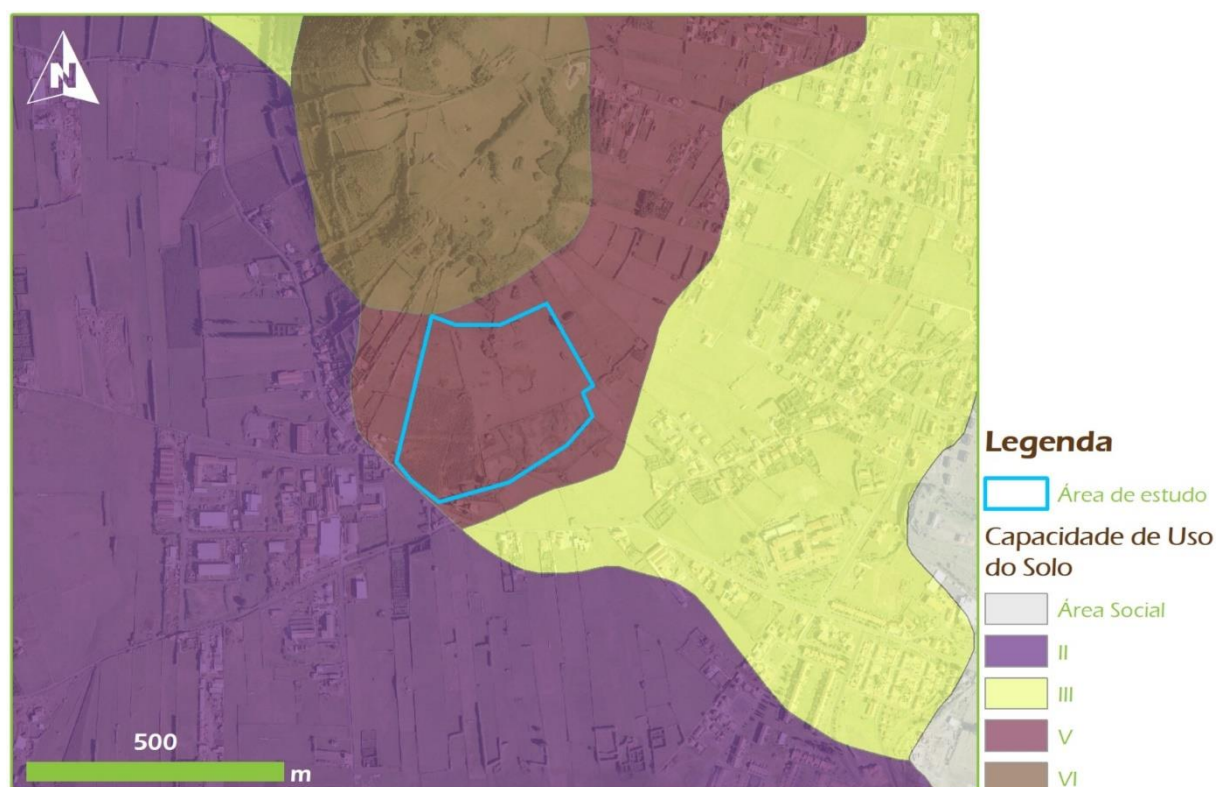 N
500
m
Legenda
Área de estudo
Capacidade de Uso
do Solo
Área Social
II
III
V
VI